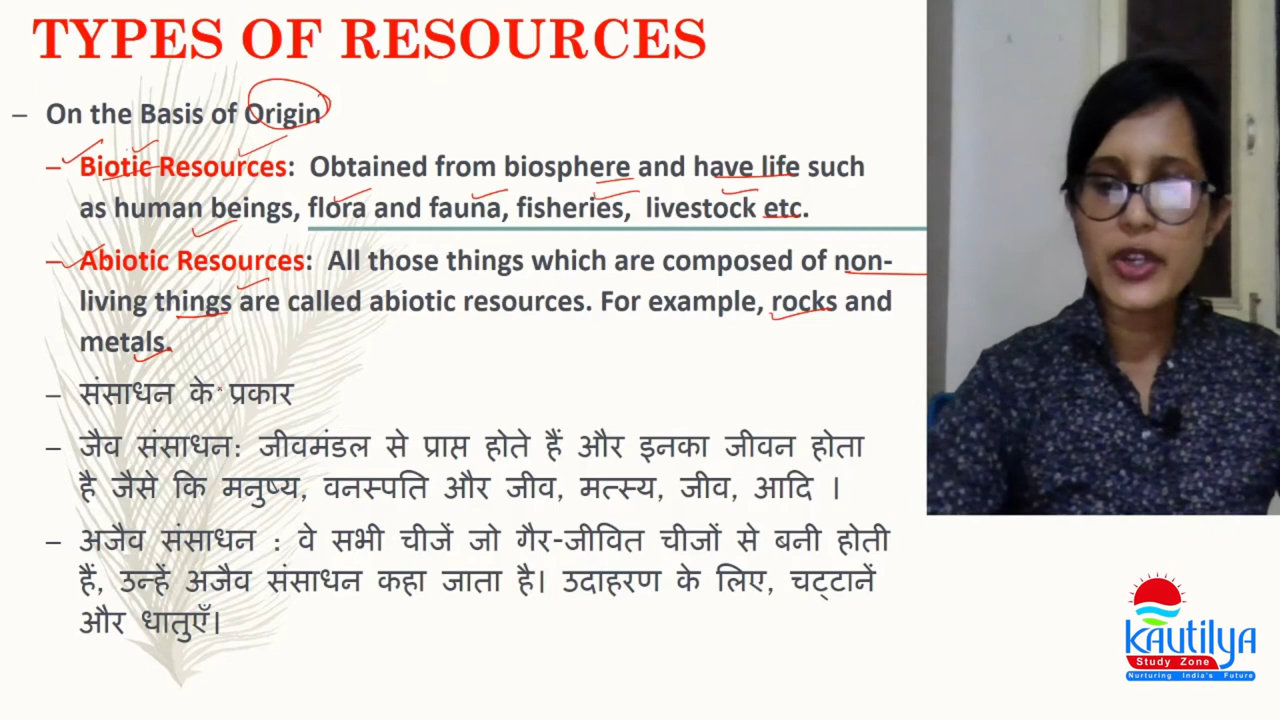 TYPES OF RESOURCES
– On the Basis of Origin
– Biotic Resources: Obtained from biosphere and have life such
as human beings, flora and fauna, fisheries, livestock etc.
– Abiotic Resources: All those things which are composed of non-
living things are called abiotic resources. For example, rocks and
metals.
– संसाधन के प्रकार
– जैव संसाधन: जीवमंडल से प्राप्त होते हैं और इनका जीवन होता
है जैसे कि मनुष्य, वनस्पति और जीव, मत्स्य, जीव, आदि ।
– अजैव संसाधन : वे सभी चीजें जो गैर-जीवित चीजों से बनी होती
हैं, उन्हें अजैव संसाधन कहा जाता है। उदाहरण के लिए, चट्टानें
और धातुएँ।
kautilya
Study Zone
Nurturing India's Future